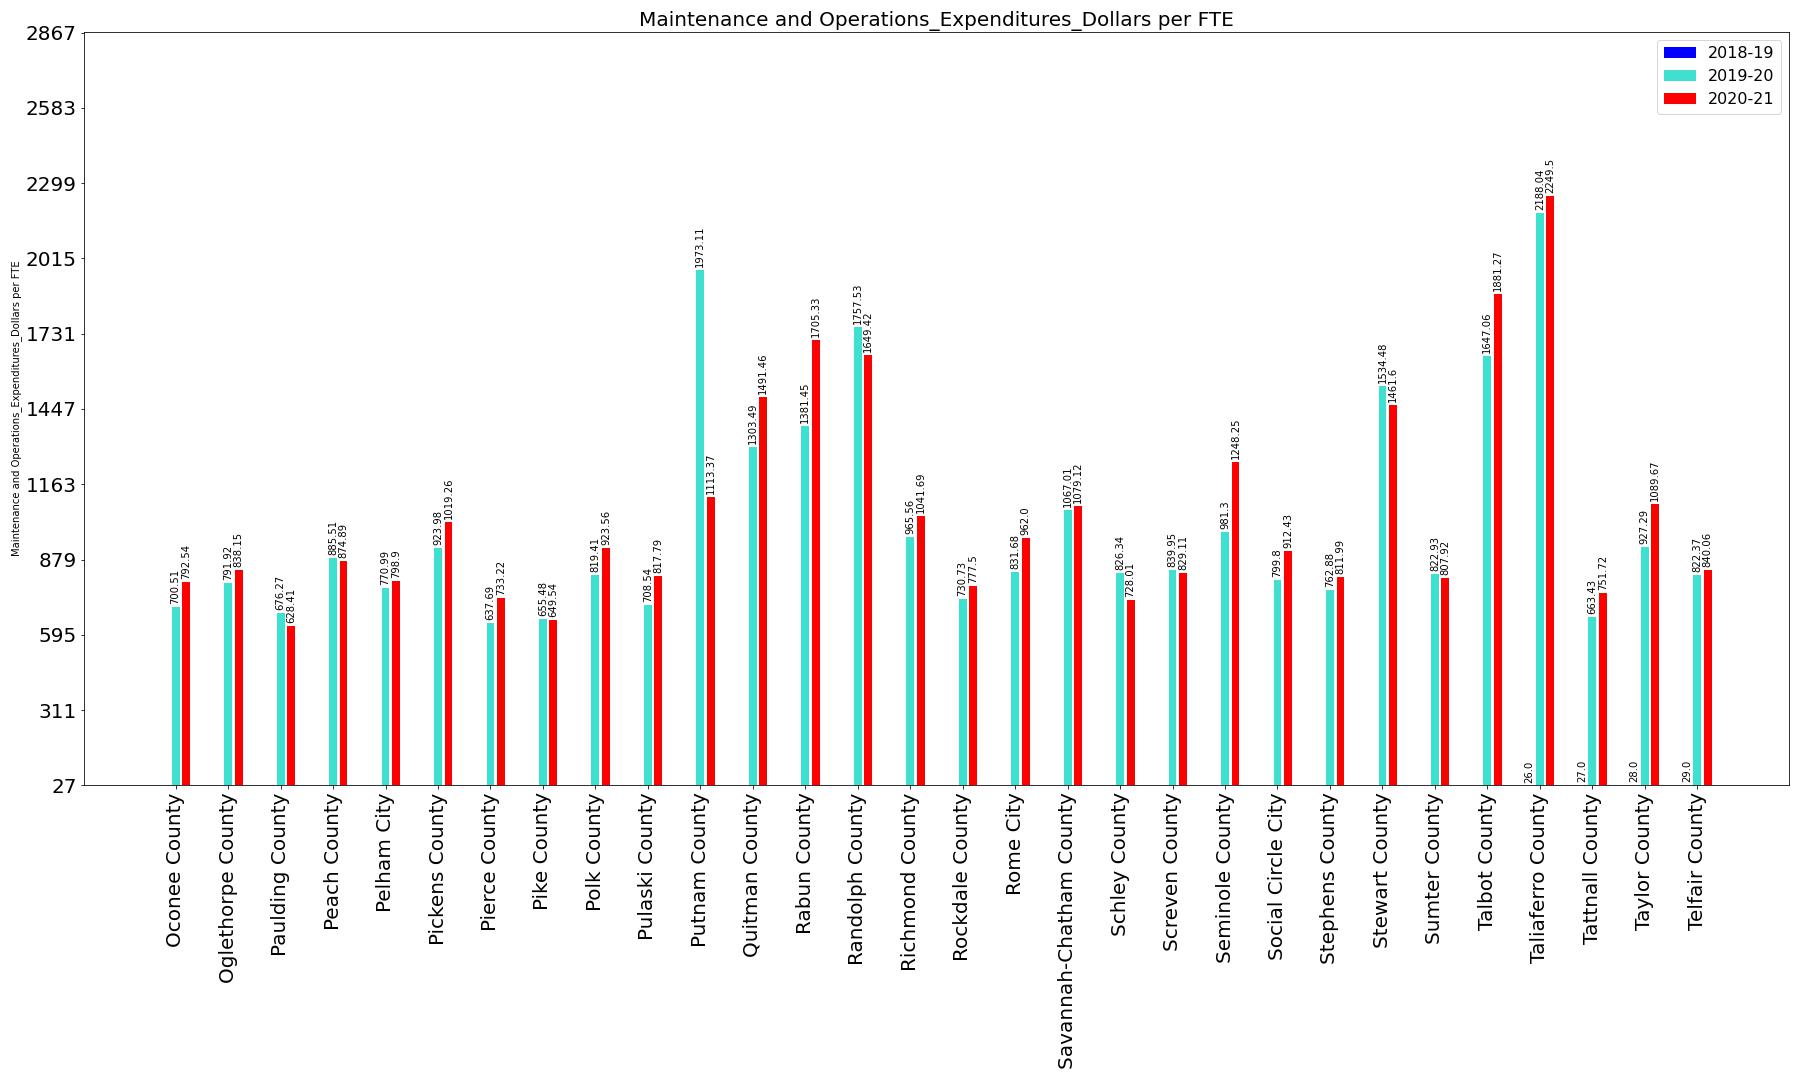 Maintenance and Operations_Expenditures_Dollars per FTE
2018-19
2019-20
2020-21
Maintenance and Operations_Expenditures_Dollars per FTE
2867
2583
2299
2015
1731
1447
1163
879
595
311
27
700.51
792.54
791.92
838.15
676.27
628.41
885.51
874.89
770.99
798.9
923.98
1019.26
637.69
733.22
655.48
649.54
819.41
923.56
708.54
817.79
1973.11
1113.37
1303.49
1491.46
1381.45
1705.33
1757.53
1649.42
965.56
1041.69
730.73
777.5
831.68
962.0
1067.01
1079.12
826.34
728.01
839.95
829.11
981.3
1248.25
799.8
912.43
762.88
811.99
1534.48
1461.6
822.93
807.92
1647.06
1881.27
26.0
2188.04
2249.5
27.0
663.43
751.72
28.0
927.29
1089.67
29.0
822.37
840.06
Oconee County
Oglethorpe County
Paulding County
Peach County
Pelham City
Pickens County
Pierce County
Pike County
Polk County
Pulaski County
Putnam County
Quitman County
Rabun County
Randolph County
Richmond County
Rockdale County
Rome City
Savannah-Chatham County
Schley County
Screven County
Seminole County
Social Circle City
Stephens County
Stewart County
Sumter County
Talbot County
Taliaferro County
Tattnall County
Taylor County
Telfair County